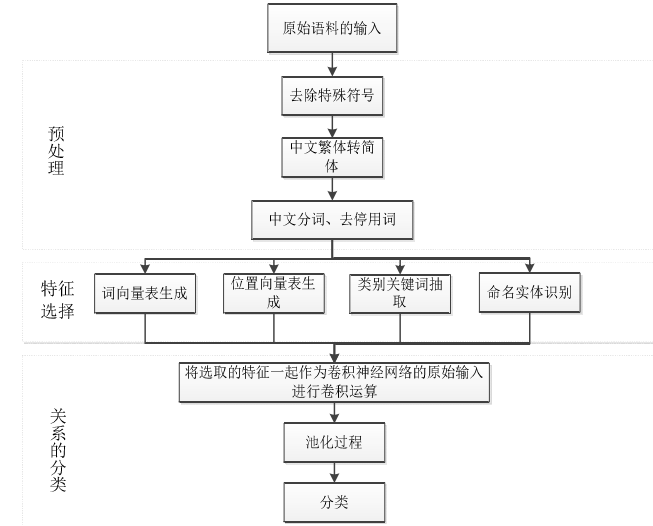 原始语料的输入
预处理
去除特殊符号
中文繁体转简
体
中文分词、去停用词
特征
选择
词向量表生成
位置向量表生
成
类别关键词抽
取
命名实体识别
关系的分类
将选取的特征一起作为卷积神经网络的原始输入
进行卷积运算
池化过程
分类